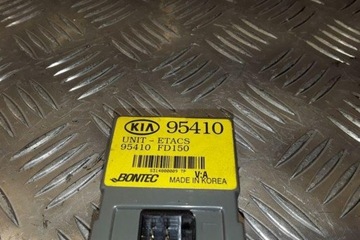 KIA 95410
UNIT - ETACS
95410 FD150
V:A
BONTEC MADE IN KOREA